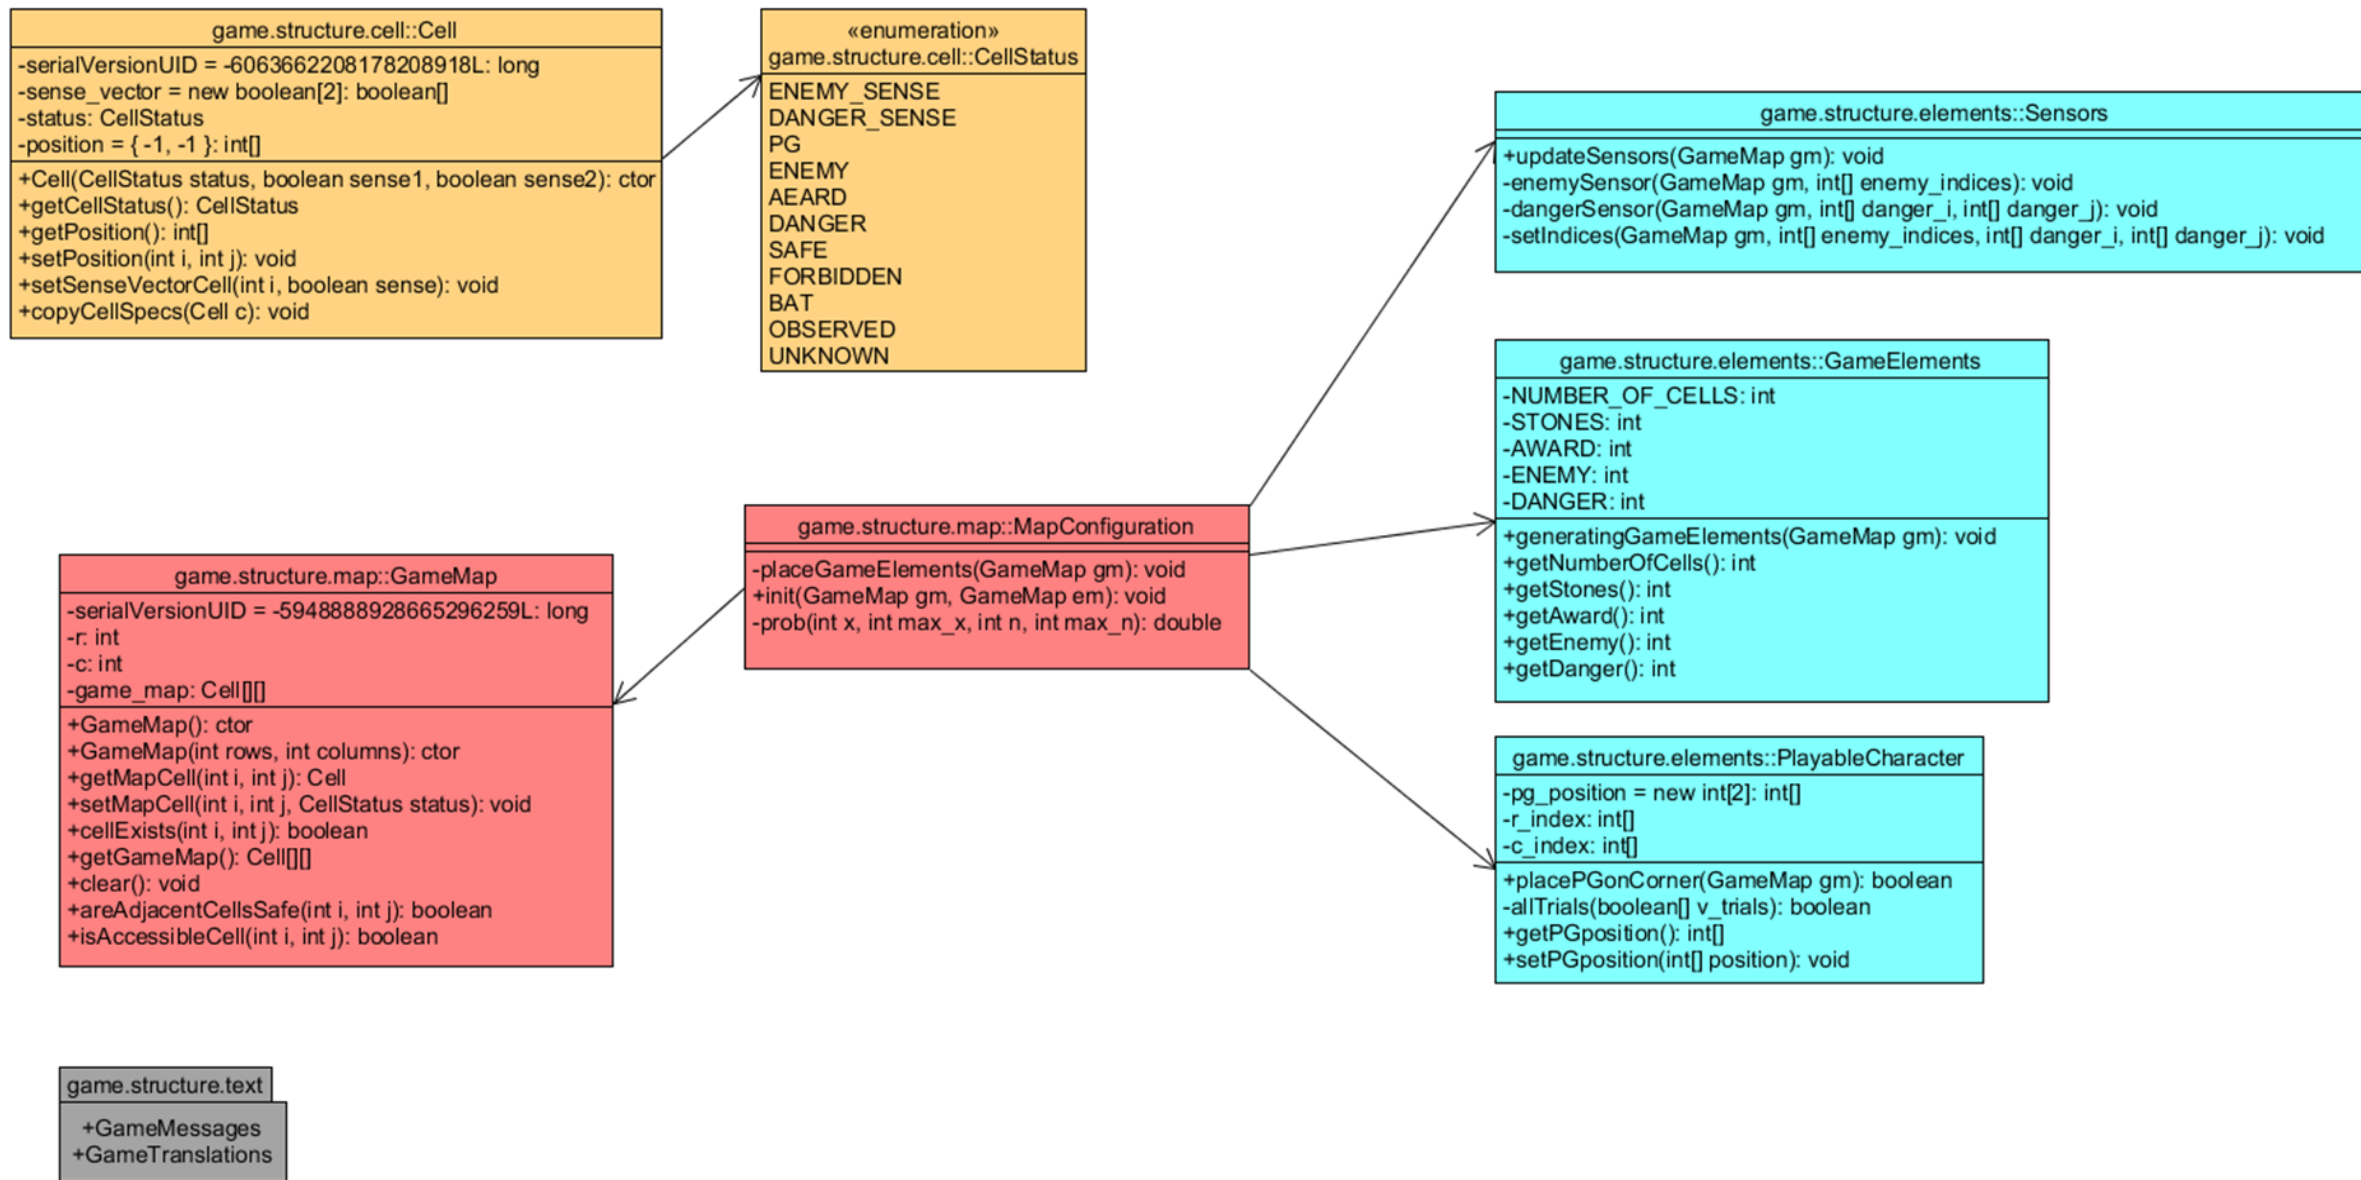 game.structure.cell::Cell
-serialVersionUID = -6063662208178208918L: long
-sense_vector = new boolean[2]: boolean[]
-status: CellStatus
-position = { -1, -1 }: int[]
+Cell(CellStatus status, boolean sense1, boolean sense2): ctor
+getCellStatus(): CellStatus
+getPosition(): int[]
+setPosition(int i, int j): void
+setSenseVectorCell(int i, boolean sense): void
+copyCellSpecs(Cell c): void
«enumeration»
game.structure.cell::CellStatus
ENEMY_SENSE
DANGER_SENSE
PG
ENEMY
AEARD
DANGER
SAFE
FORBIDDEN
BAT
OBSERVED
UNKNOWN
game.structure.elements::Sensors
+updateSensors(GameMap gm): void
-enemySensor(GameMap gm, int[] enemy_indices): void
-dangerSensor(GameMap gm, int[] danger_i, int[] danger_j): void
-setIndices(GameMap gm, int[] enemy_indices, int[] danger_i, int[] danger_j): void
game.structure.elements::GameElements
-NUMBER_OF_CELLS: int
-STONES: int
-AWARD: int
-ENEMY: int
-DANGER: int
+generatingGameElements(GameMap gm): void
+getNumberOfCells(): int
+getStones(): int
+getAward(): int
+getEnemy(): int
+getDanger(): int
game.structure.map::MapConfiguration
-placeGameElements(GameMap gm): void
+init(GameMap gm, GameMap em): void
-prob(int x, int max_x, int n, int max_n): double
game.structure.map::GameMap
-serialVersionUID = -5948888928665296259L: long
-r: int
-c: int
-game_map: Cell[][]
+GameMap(): ctor
+GameMap(int rows, int columns): ctor
+getMapCell(int i, int j): Cell
+setMapCell(int i, int j, CellStatus status): void
+cellExists(int i, int j): boolean
+getGameMap(): Cell[][]
+clear(): void
+areAdjacentCellsSafe(int i, int j): boolean
+isAccessibleCell(int i, int j): boolean
game.structure.elements::PlayableCharacter
-pg_position = new int[2]: int[]
-r_index: int[]
-c_index: int[]
+placePGonCorner(GameMap gm): boolean
-allTrials(boolean[] v_trials): boolean
+getPGposition(): int[]
+setPGposition(int[] position): void
game.structure.text
+GameMessages
+GameTranslations